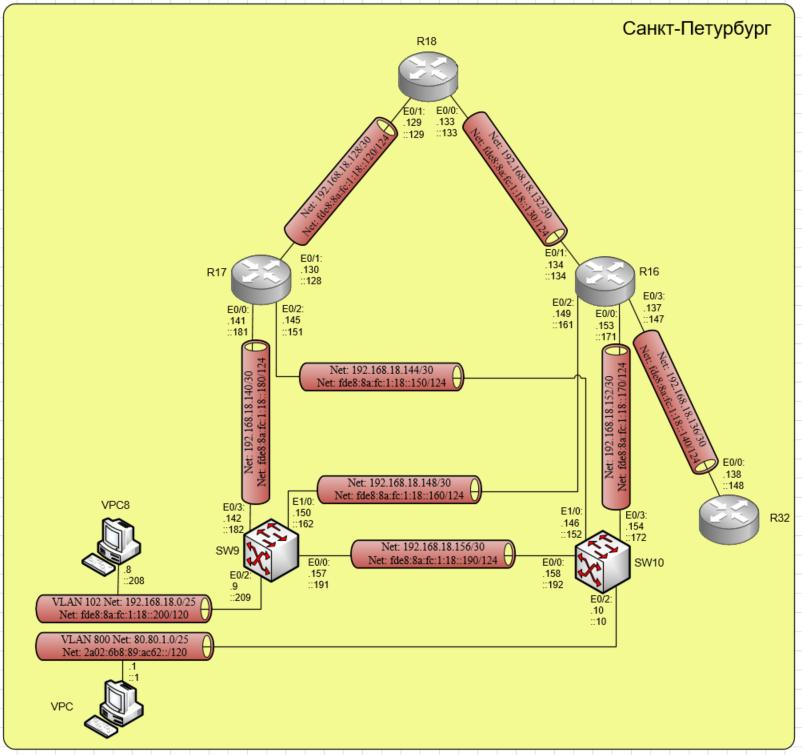 Санкт-Петурбург
R18
E0/1:
.129
::129
E0/0:
.133
::133
Net: 192.168.18.128/30
Net: fde8:8a:fc:1:18::120/124
Net: 192.168.18.132/30
Net: fde8:8a:fc:1:18::130/124
R17
E0/1:
.130
::128
E0/1:
.134
::134
R16
E0/0:
.141
::181
E0/2:
.145
::151
E0/2:
.149
::161
E0/0:
.153
::171
E0/3:
.137
::147
Net: 192.168.18.144/30
Net: fde8:8a:fc:1:18::150/124
Net: 192.168.18.140/30
Net: fde8:8a:fc:1:18::180/124
Net: 192.168.18.152/30
Net: fde8:8a:fc:1:18::170/124
Net: 192.168.18.136/30
Net: fde8:8a:fc:1:18::140/124
E0/0:
.138
::148
R32
Net: 192.168.18.148/30
Net: fde8:8a:fc:1:18::160/124
E0/3:
.142
::182
E1/0:
.150
::162
E1/0:
.146
::152
E0/3:
.154
::172
VPC8
SW9
SW10
Net: 192.168.18.156/30
Net: fde8:8a:fc:1:18::190/124
.8
::208
E0/2:
.9
::209
E0/0:
.157
::191
E0/0:
.158
::192
E0/2:
.10
::10
VLAN 102 Net: 192.168.18.0/25
Net: fde8:8a:fc:1:18::200/120
VLAN 800 Net: 80.80.1.0/25
Net: 2a02:6b8:89:ac62::/120
.1
::1
VPC